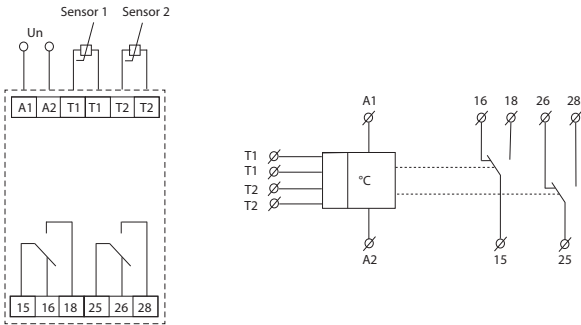 Sensor 1 Sensor 2
Un
A1 A2 T1 T1 T2 T2
15 16 18 25 26 28
A1 16 18 26 28
T1
T1
T2
T2
°C
A2 15 25